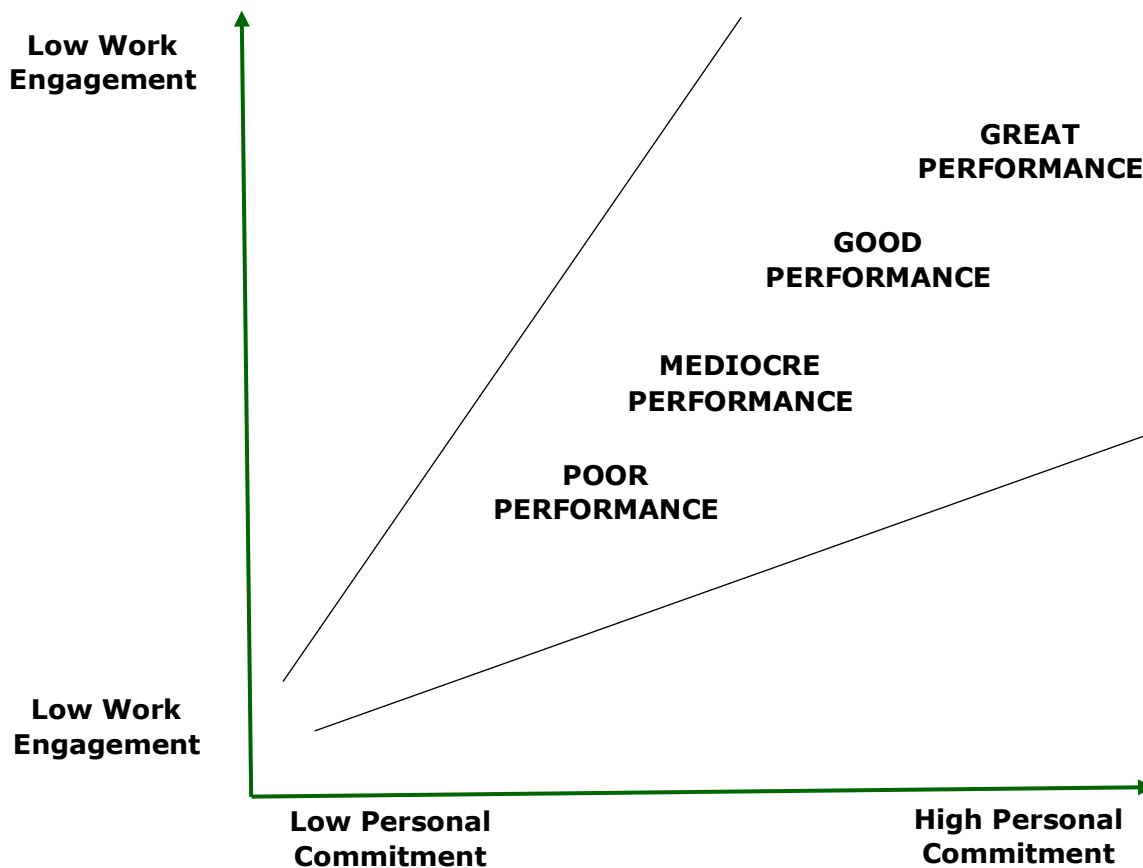 Low Work
Engagement
GREAT
PERFORMANCE
GOOD
PERFORMANCE
MEDIOCRE
PERFORMANCE
POOR
PERFORMANCE
Low Work
Engagement
Low Personal
Commitment
High Personal
Commitment